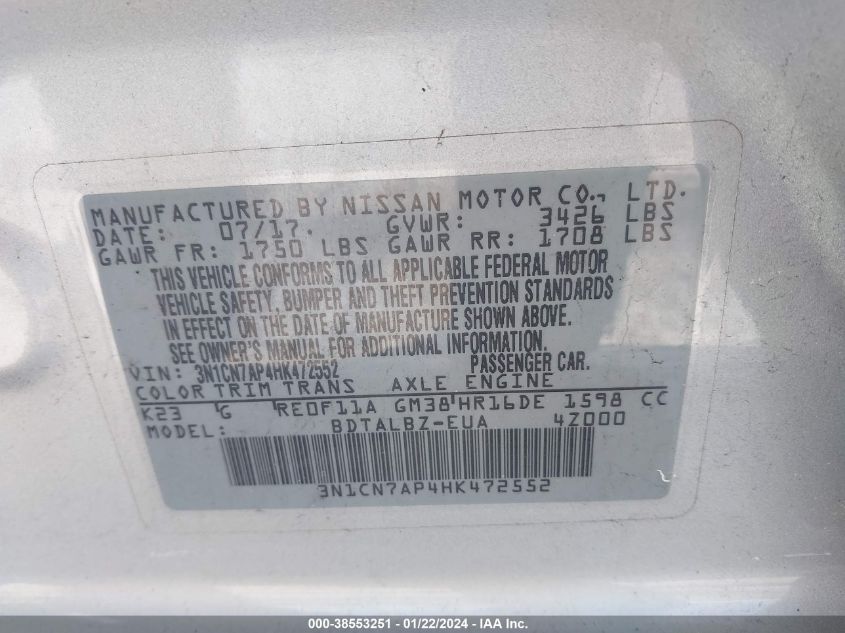 MANUFACTURED BY NISSAN MOTOR CO., LTD.
DATE: 07/17. GVWR: 3426 LBS
GAWR FR: 1750 LBS GAWR RR: 1708 LBS
THIS VEHICLE CONFORMS TO ALL APPLICABLE FEDERAL MOTOR
VEHICLE SAFETY, BUMPER AND THEFT PREVENTION STANDARDS
IN EFFECT ON THE DATE OF MANUFACTURE SHOWN ABOVE.
SEE OWNER'S MANUAL FOR ADDITIONAL INFORMATION.
VIN: 3N1CN7AP4HK472552 PASSENGER CAR.
COLOR TRIM TRANS AXLE ENGINE
K23 G RE0F11A GM38 HR16DE 1598 CC
MODEL: BDTALBZ-EUA 4Z000
3N1CN7AP4HK472552
000-38553251 - 01/22/2024 - IAA Inc.